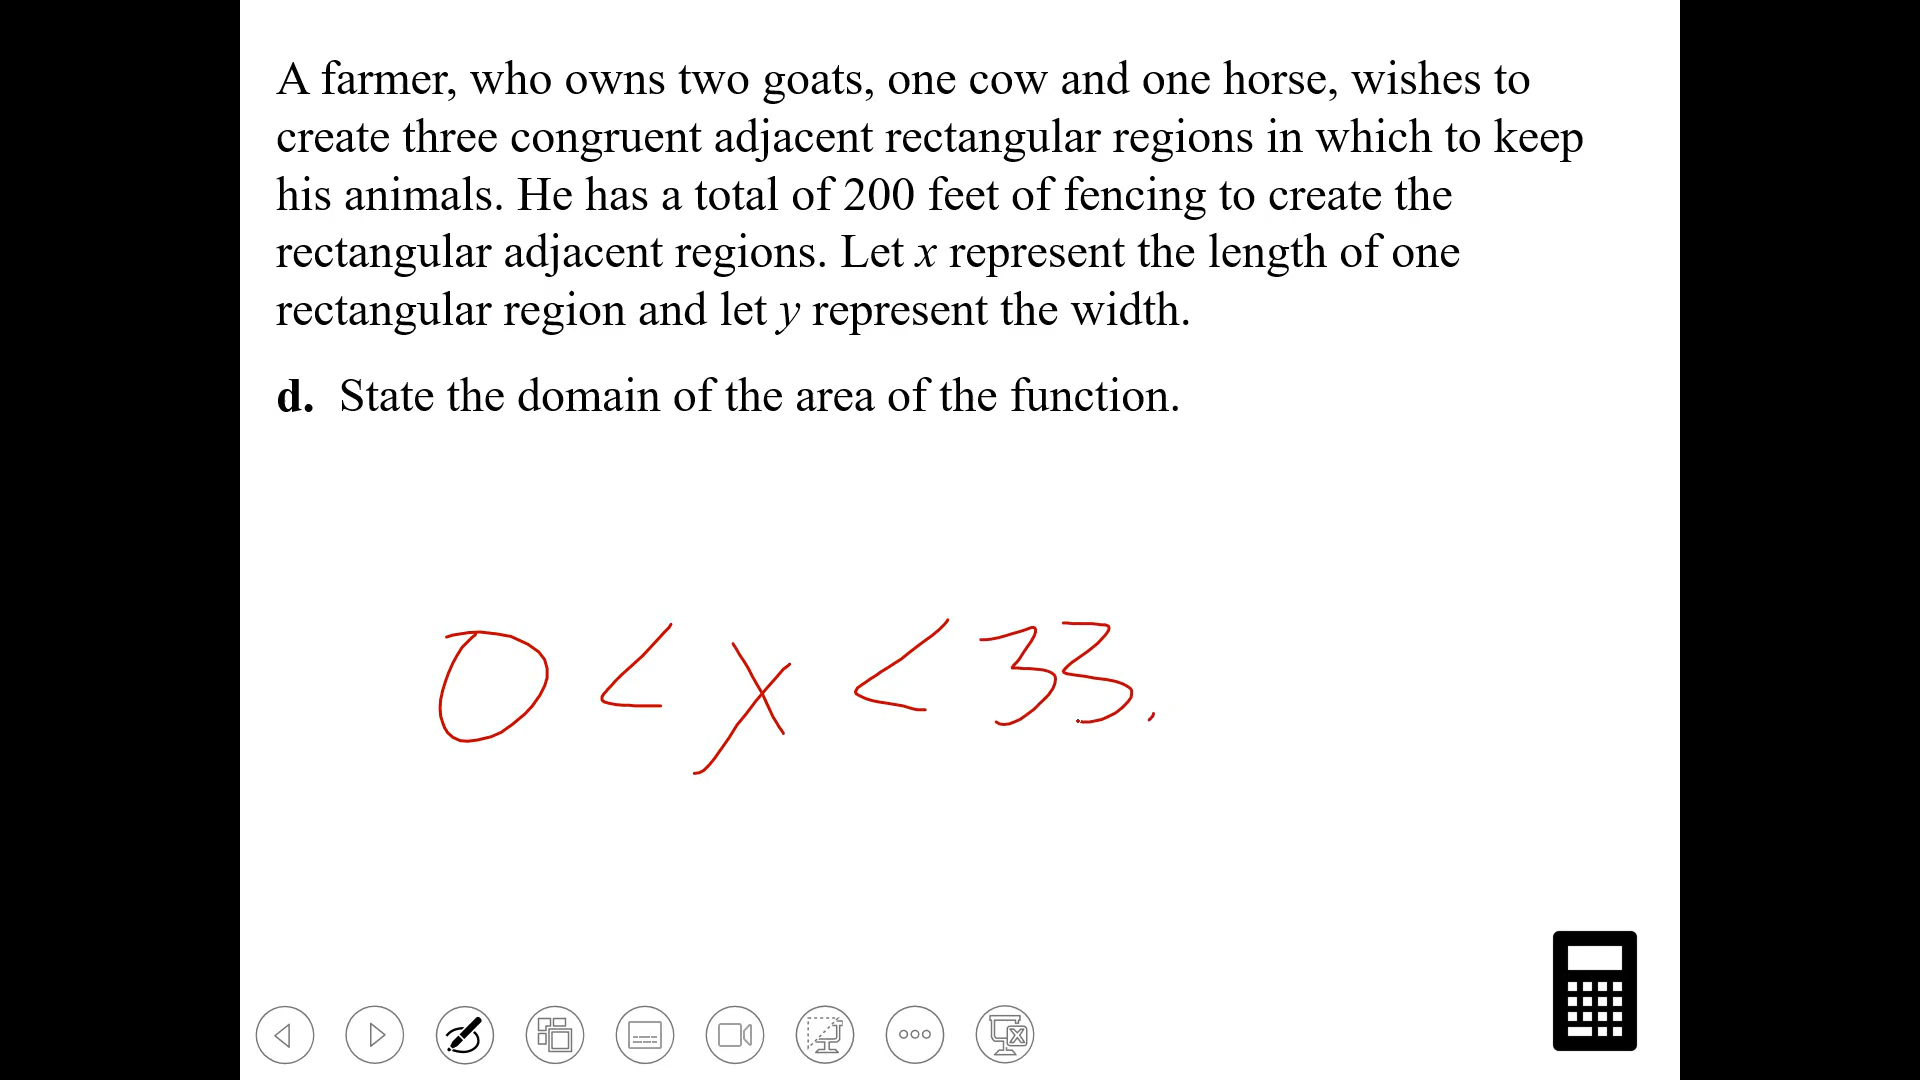 A farmer, who owns two goats, one cow and one horse, wishes to
create three congruent adjacent rectangular regions in which to keep
his animals. He has a total of 200 feet of fencing to create the
rectangular adjacent regions. Let x represent the length of one
rectangular region and let y represent the width.
d. State the domain of the area of the function.
0 < x < 33.